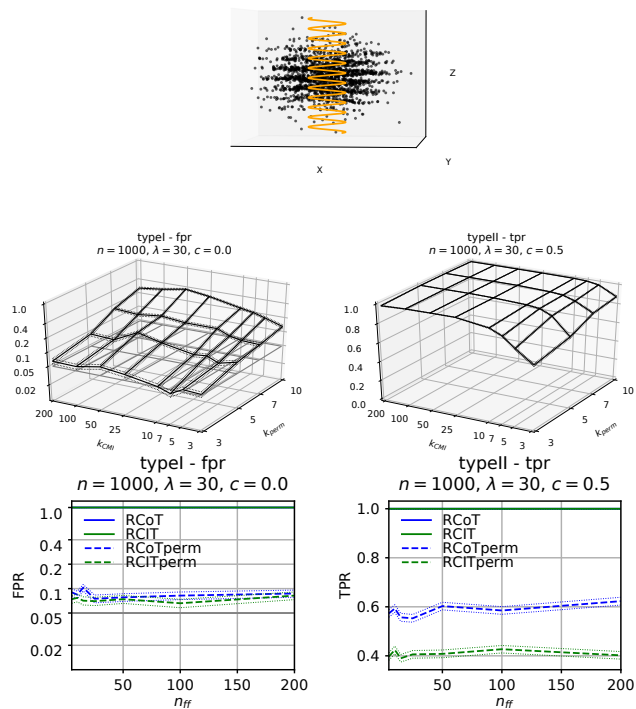 Z
X
Y
typeI - fpr
n = 1000, λ = 30, c = 0.0
1.0
0.4
0.2
0.1
0.05
0.02
200
100
50
25
10
7
5
3
k_CMI
3
5
7
10
k_perm
typeII - tpr
n = 1000, λ = 30, c = 0.5
1.0
0.8
0.6
0.4
0.2
0.0
200
100
50
25
10
7
5
3
k_CMI
3
5
7
10
k_perm
typeI - fpr
n = 1000, λ = 30, c = 0.0
FPR
1.0
0.4
0.2
0.1
0.05
0.02
RCoT
RCIT
RCoTperm
RCITperm
50 100 150 200
n_ff
typeII - tpr
n = 1000, λ = 30, c = 0.5
TPR
1.0
0.8
0.6
0.4
RCoT
RCIT
RCoTperm
RCITperm
50 100 150 200
n_ff